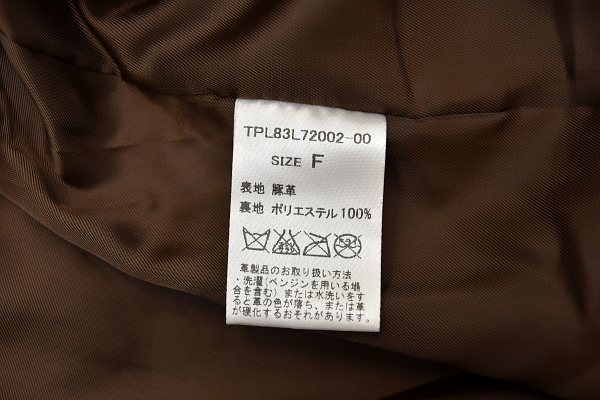 TPL83L72002-00
SIZE F
表地 豚革
裏地 ポリエステル 100%
革製品のお取り扱い方法
・洗濯(ベンジンを用いる場
合を含む)または水洗いをす
ると革の色が落ち、または革
が硬化するおそれがあります。